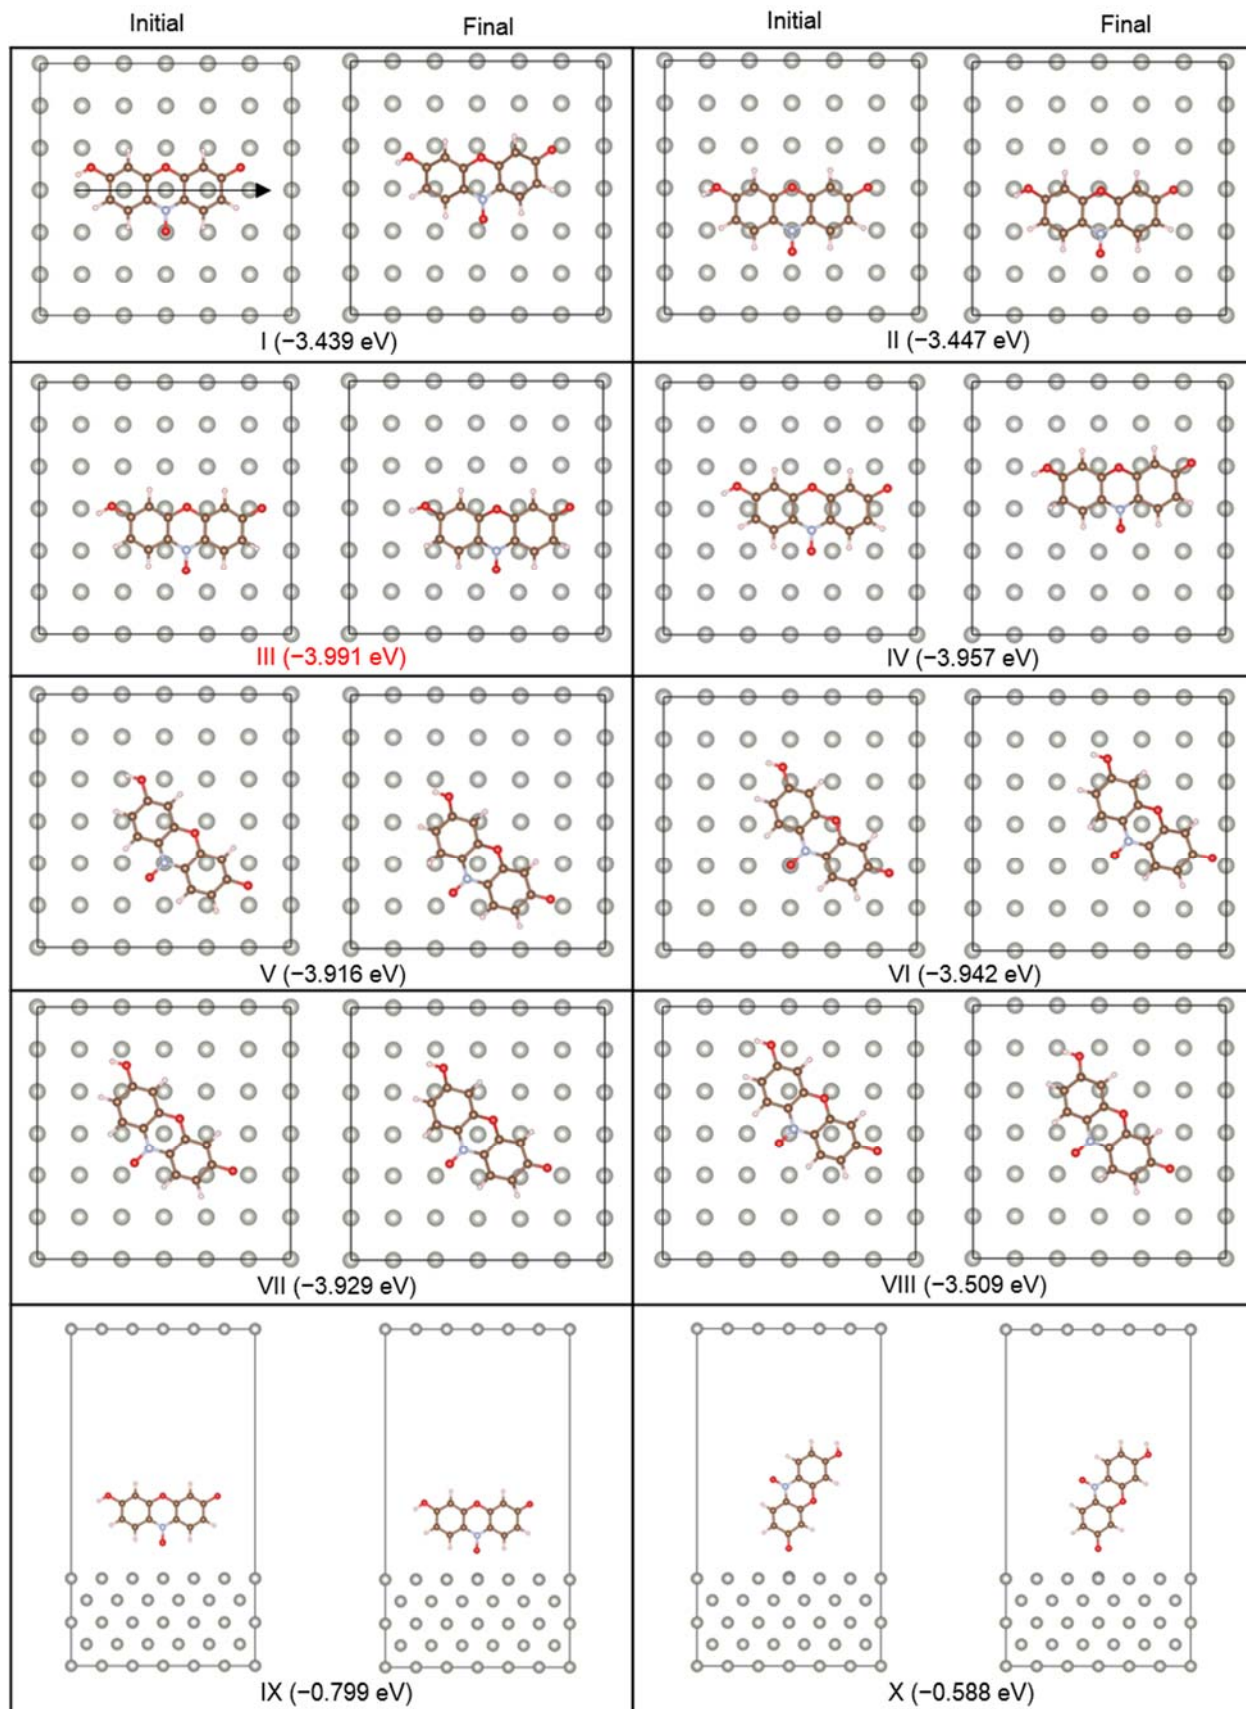 Initial Final Initial Final
I (−3.439 eV) II (−3.447 eV)
III (−3.991 eV) IV (−3.957 eV)
V (−3.916 eV) VI (−3.942 eV)
VII (−3.929 eV) VIII (−3.509 eV)
IX (−0.799 eV) X (−0.588 eV)